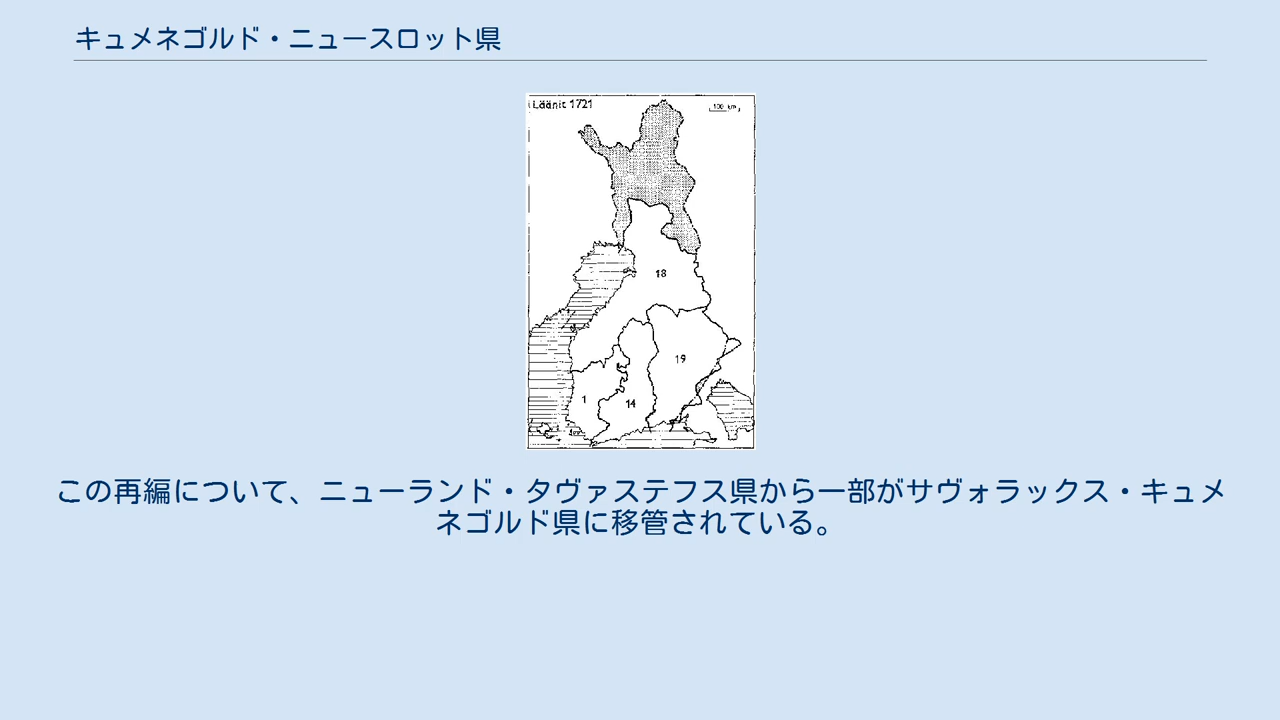 キュメネゴルド・ニュースロット県
Läänit 1721
100 km
18
19
1
14
この再編について、ニューランド・タヴァステフス県から一部がサヴォラックス・キュメ
ネゴルド県に移管されている。